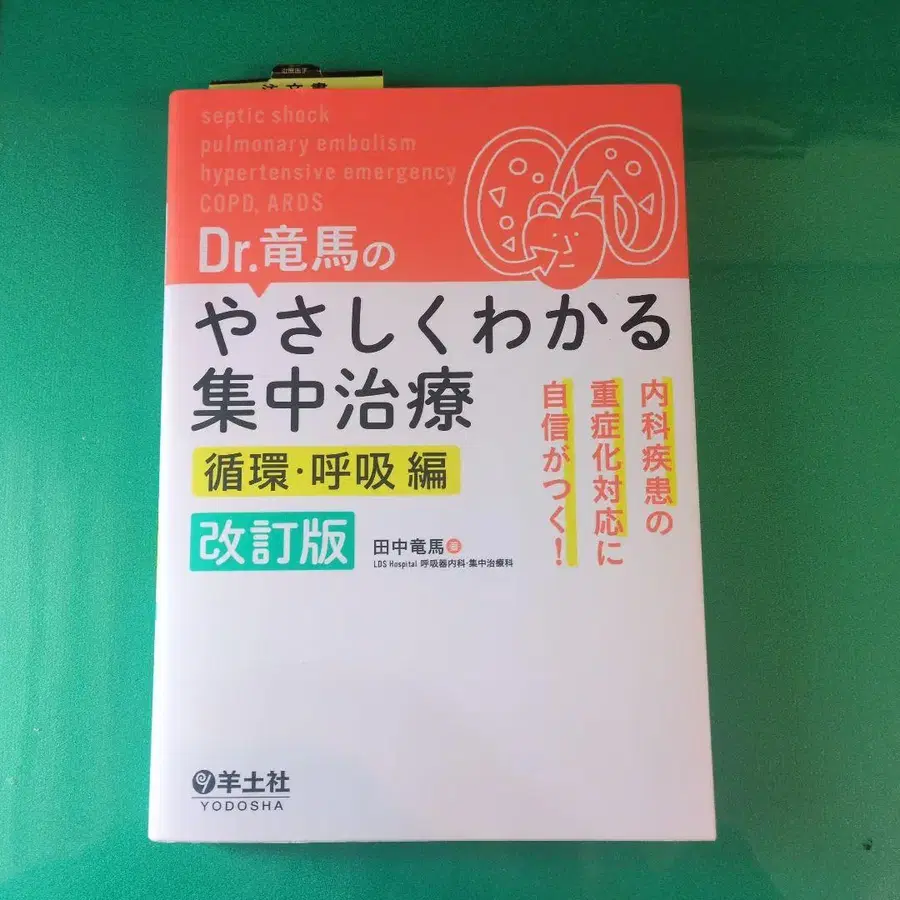 注文書
septic shock
pulmonary embolism
hypertensive emergency
COPD, ARDS
Dr.竜馬の
やさしくわかる
集中治療
循環・呼吸 編
改訂版
内科疾患の
重症化対応に
自信がつく!
田中竜馬 著
LDS Hospital 呼吸器内科・集中治療科
羊土社
YODOSHA